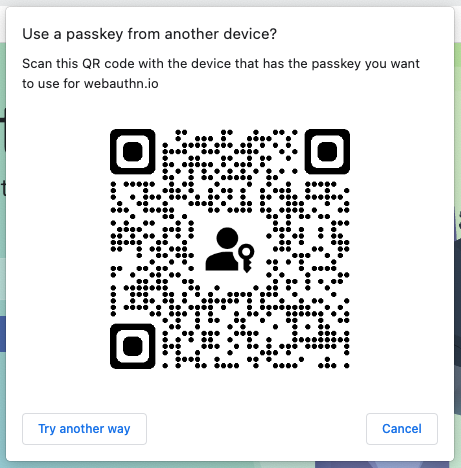 Use a passkey from another device?
Scan this QR code with the device that has the passkey you want
to use for webauthn.io
Try another way
Cancel